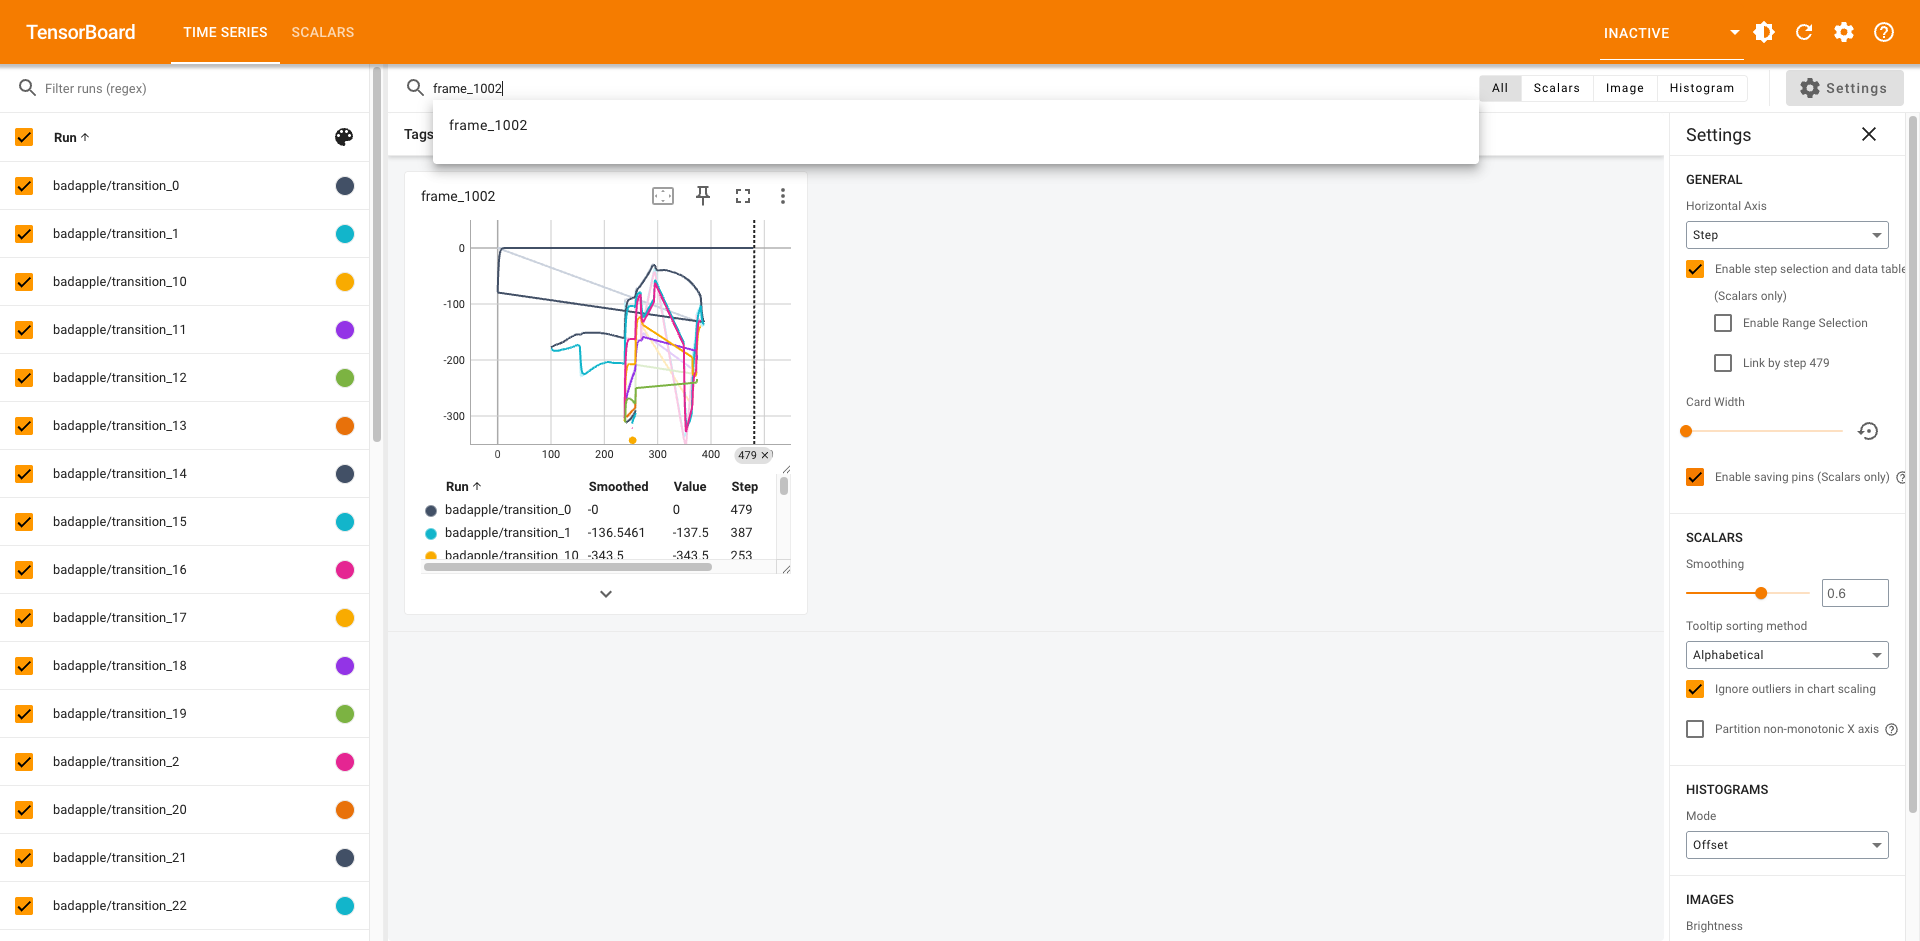 TensorBoard
TIME SERIES
SCALARS
INACTIVE
Filter runs (regex)
Run
badapple/transition_0
badapple/transition_1
badapple/transition_10
badapple/transition_11
badapple/transition_12
badapple/transition_13
badapple/transition_14
badapple/transition_15
badapple/transition_16
badapple/transition_17
badapple/transition_18
badapple/transition_19
badapple/transition_2
badapple/transition_20
badapple/transition_21
badapple/transition_22
frame_1002
All Scalars Image Histogram
Settings
frame_1002
Tags
frame_1002
0
-100
-200
-300
0 100 200 300 400 479
Run Smoothed Value Step
badapple/transition_0 -0 0 479
badapple/transition_1 -136.5461 -137.5 387
badapple/transition_10 -343.5 -343.5 253
Settings
GENERAL
Horizontal Axis
Step
Enable step selection and data table
(Scalars only)
Enable Range Selection
Link by step 479
Card Width
Enable saving pins (Scalars only)
SCALARS
Smoothing
0.6
Tooltip sorting method
Alphabetical
Ignore outliers in chart scaling
Partition non-monotonic X axis
HISTOGRAMS
Mode
Offset
IMAGES
Brightness